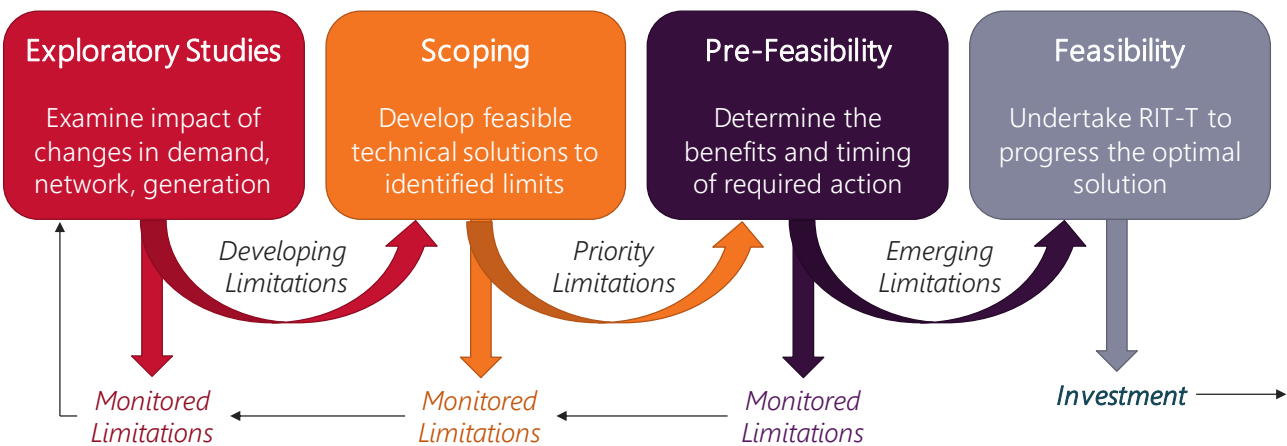 Exploratory Studies
Examine impact of
changes in demand,
network, generation
Scoping
Develop feasible
technical solutions to
identified limits
Pre-Feasibility
Determine the
benefits and timing
of required action
Feasibility
Undertake RIT-T to
progress the optimal
solution
Developing
Limitations
Priority
Limitations
Emerging
Limitations
Monitored
Limitations
Monitored
Limitations
Monitored
Limitations
Investment